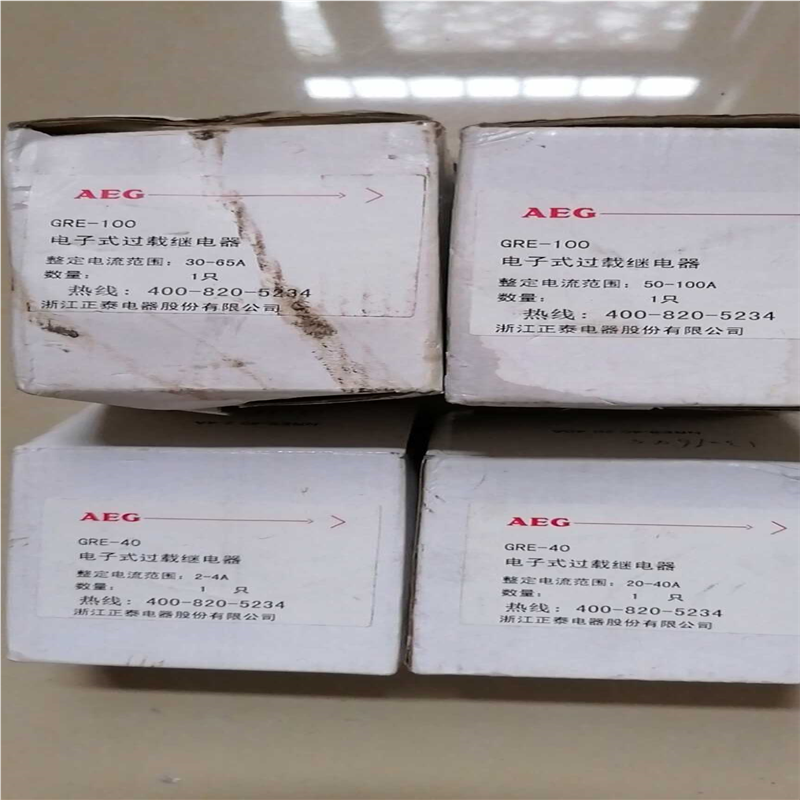 AEG
GRE-100
电子式过载继电器
整定电流范围: 30-65A
数量: 1只
热线: 400-820-5234
浙江正泰电器股份有限公司
AEG
GRE-100
电子式过载继电器
整定电流范围: 50-100A
数量: 1只
热线: 400-820-5234
浙江正泰电器股份有限公司
AEG
GRE-40
电子式过载继电器
整定电流范围: 2-4A
数量: 1 只
热线: 400-820-5234
浙江正泰电器股份有限公司
AEG
GRE-40
电子式过载继电器
整定电流范围: 20-40A
数量: 1 只
热线: 400-820-5234
浙江正泰电器股份有限公司